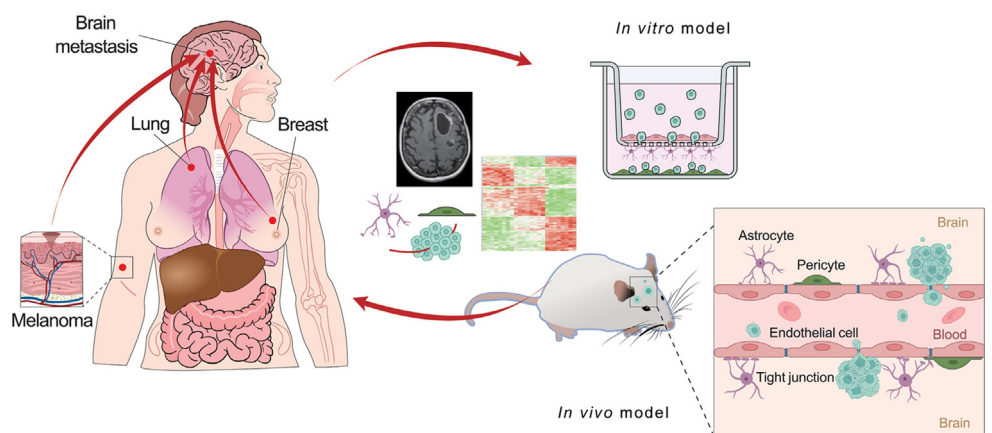 Brain
metastasis
Lung
Breast
Melanoma
In vitro model
In vivo model
Brain
Astrocyte
Pericyte
Endothelial cell
Blood
Tight junction
Brain